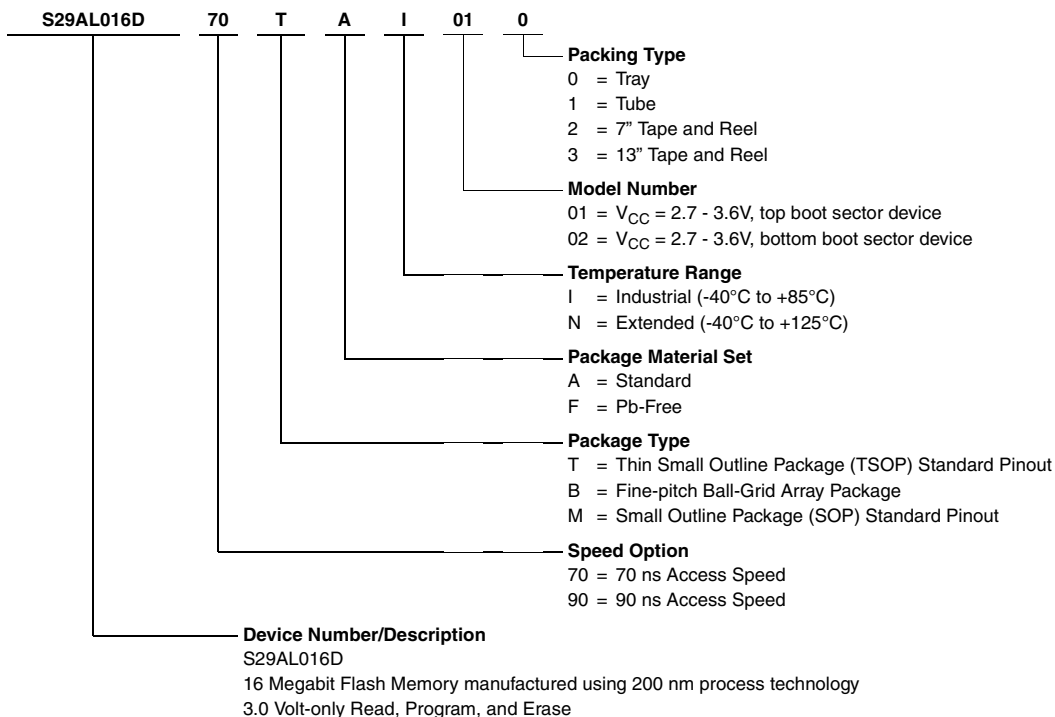 S29AL016D 70 T A I 01 0
Packing Type
0 = Tray
1 = Tube
2 = 7” Tape and Reel
3 = 13” Tape and Reel
Model Number
01 = VCC = 2.7 - 3.6V, top boot sector device
02 = VCC = 2.7 - 3.6V, bottom boot sector device
Temperature Range
I = Industrial (-40°C to +85°C)
N = Extended (-40°C to +125°C)
Package Material Set
A = Standard
F = Pb-Free
Package Type
T = Thin Small Outline Package (TSOP) Standard Pinout
B = Fine-pitch Ball-Grid Array Package
M = Small Outline Package (SOP) Standard Pinout
Speed Option
70 = 70 ns Access Speed
90 = 90 ns Access Speed
Device Number/Description
S29AL016D
16 Megabit Flash Memory manufactured using 200 nm process technology
3.0 Volt-only Read, Program, and Erase